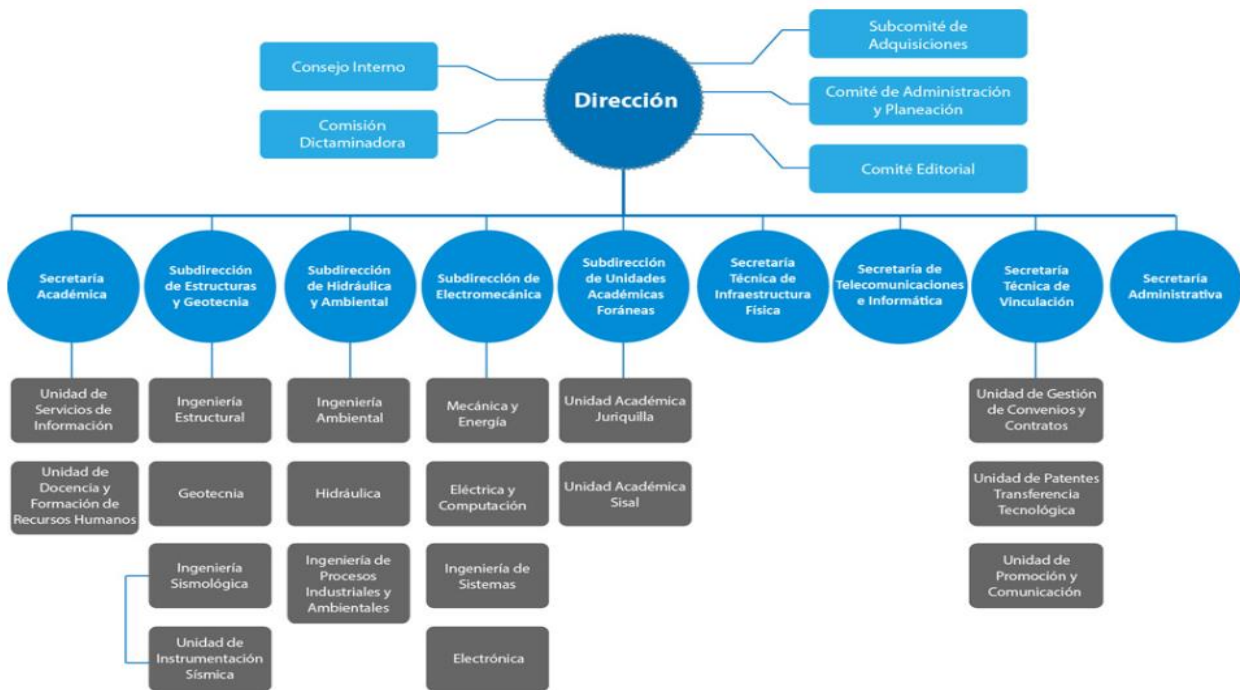 Subcomité de
Adquisiciones
Consejo Interno
Dirección
Comité de Administración
y Planeación
Comisión
Dictaminadora
Comité Editorial
Secretaría
Académica
Subdirección
de Estructuras
y Geotecnia
Subdirección
de Hidráulica
y Ambiental
Subdirección de
Electromecánica
Subdirección
de Unidades
Académicas
Foráneas
Secretaría
Técnica de
Infraestructura
Física
Secretaría de
Telecomunicaciones
e Informática
Secretaría
Técnica de
Vinculación
Secretaría
Administrativa
Unidad de
Servicios de
Información
Ingeniería
Estructural
Ingeniería
Ambiental
Mecánica y
Energía
Unidad Académica
Juriquilla
Unidad de Gestión
de Convenios y
Contratos
Unidad de
Docencia y
Formación de
Recursos Humanos
Geotecnia
Hidráulica
Eléctrica y
Computación
Unidad Académica
Sisal
Unidad de Patentes
Transferencia
Tecnológica
Ingeniería
Sismológica
Ingeniería de
Procesos
Industriales y
Ambientales
Ingeniería de
Sistemas
Unidad de
Promoción y
Comunicación
Unidad de
Instrumentación
Sísmica
Electrónica